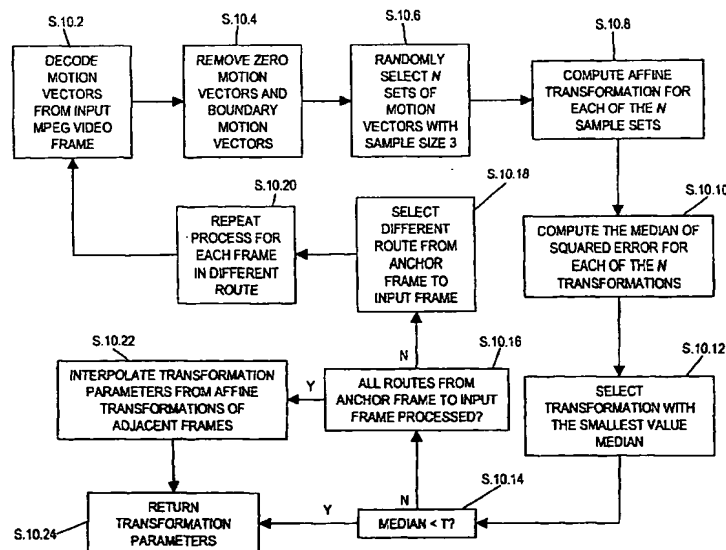 S.10.2
DECODE
MOTION
VECTORS
FROM INPUT
MPEG VIDEO
FRAME
S.10.4
REMOVE ZERO
MOTION
VECTORS AND
BOUNDARY
MOTION
VECTORS
S.10.6
RANDOMLY
SELECT N
SETS OF
MOTION
VECTORS WITH
SAMPLE SIZE 3
S.10.8
COMPUTE AFFINE
TRANSFORMATION FOR
EACH OF THE N
SAMPLE SETS
S.10.10
COMPUTE THE MEDIAN OF
SQUARED ERROR FOR
EACH OF THE N
TRANSFORMATIONS
S.10.12
SELECT
TRANSFORMATION WITH
THE SMALLEST VALUE
MEDIAN
S.10.14
MEDIAN < T?
N
Y
S.10.16
ALL ROUTES FROM
ANCHOR FRAME TO INPUT
FRAME PROCESSED?
N
Y
S.10.18
SELECT
DIFFERENT
ROUTE FROM
ANCHOR
FRAME TO
INPUT FRAME
S.10.20
REPEAT
PROCESS FOR
EACH FRAME
IN DIFFERENT
ROUTE
S.10.22
INTERPOLATE TRANSFORMATION
PARAMETERS FROM AFFINE
TRANSFORMATIONS OF
ADJACENT FRAMES
S.10.24
RETURN
TRANSFORMATION
PARAMETERS